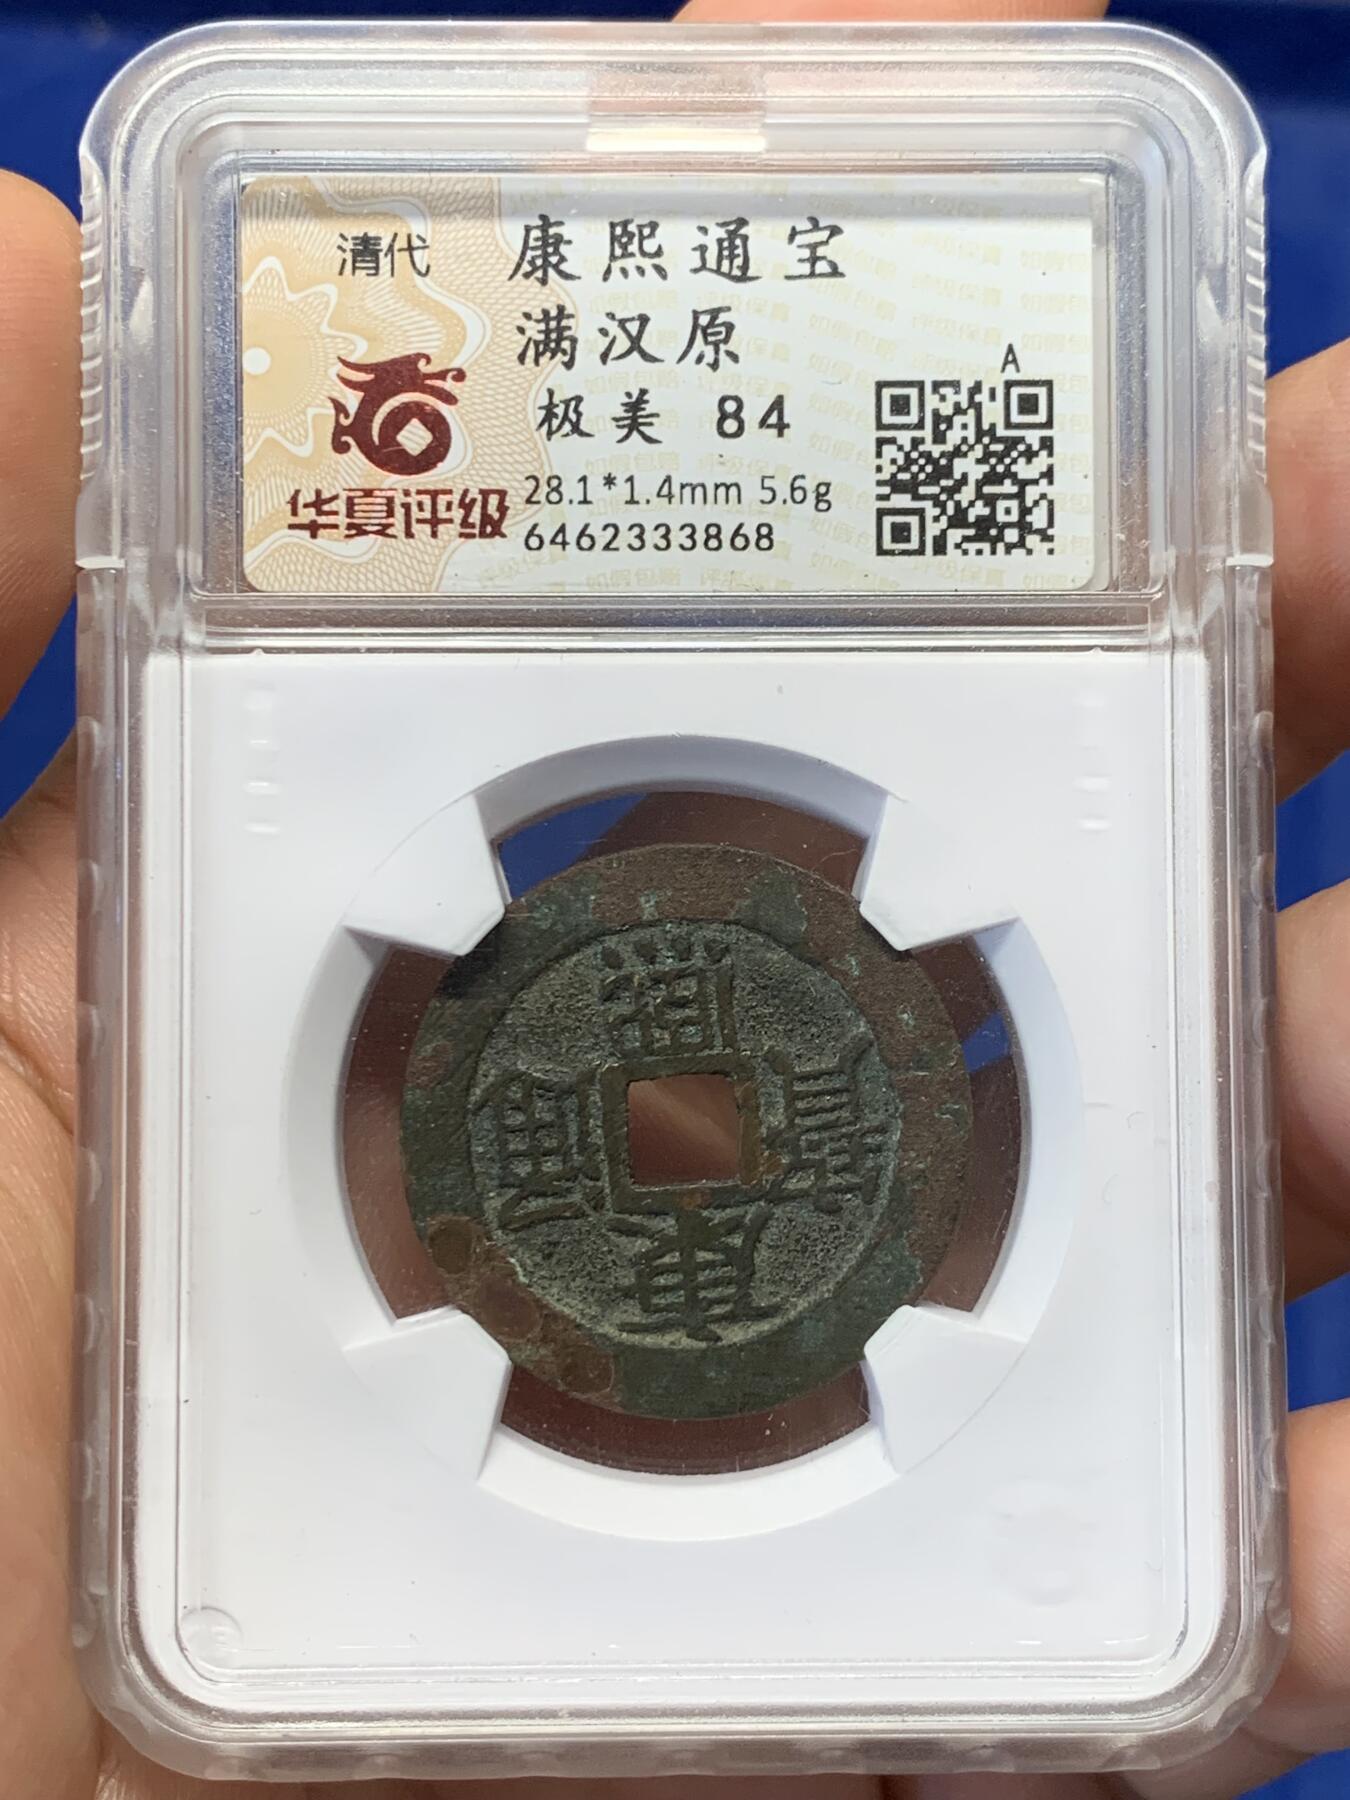 清代
康熙通宝
满汉原
极美 84
A
华夏评级
28.1*1.4mm 5.6g
6462333868
熙
通 寶
康